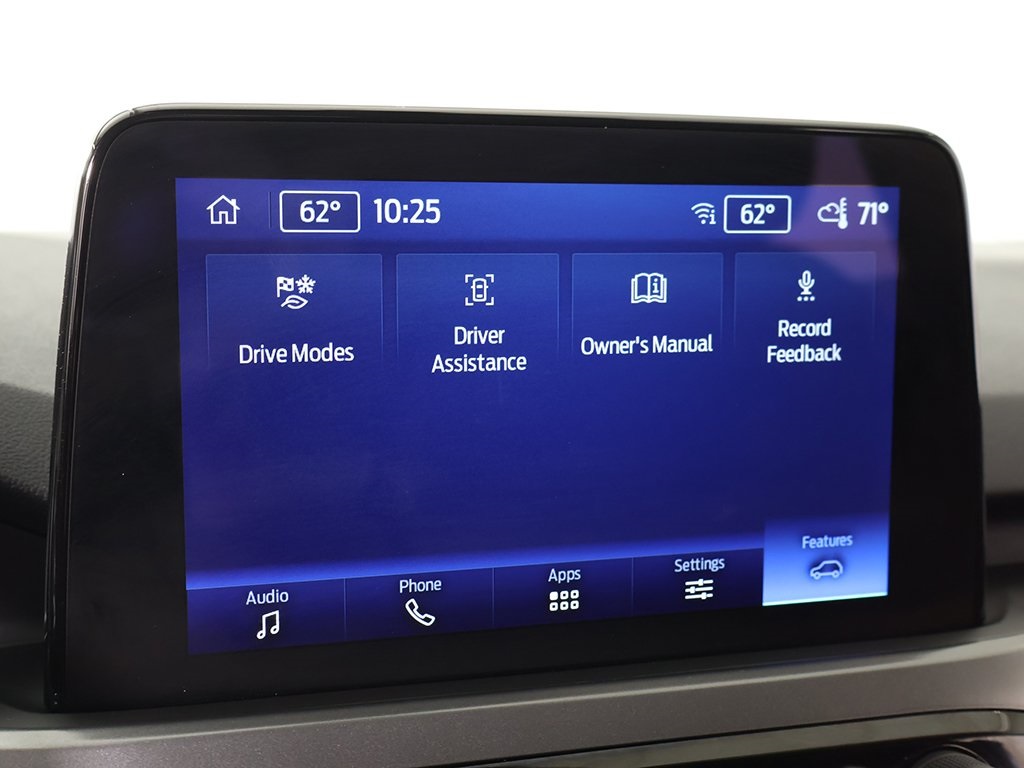 62° 10:25 62° 71°
Drive Modes
Driver
Assistance
Owner's Manual
Record
Feedback
Audio
Phone
Apps
Settings
Features